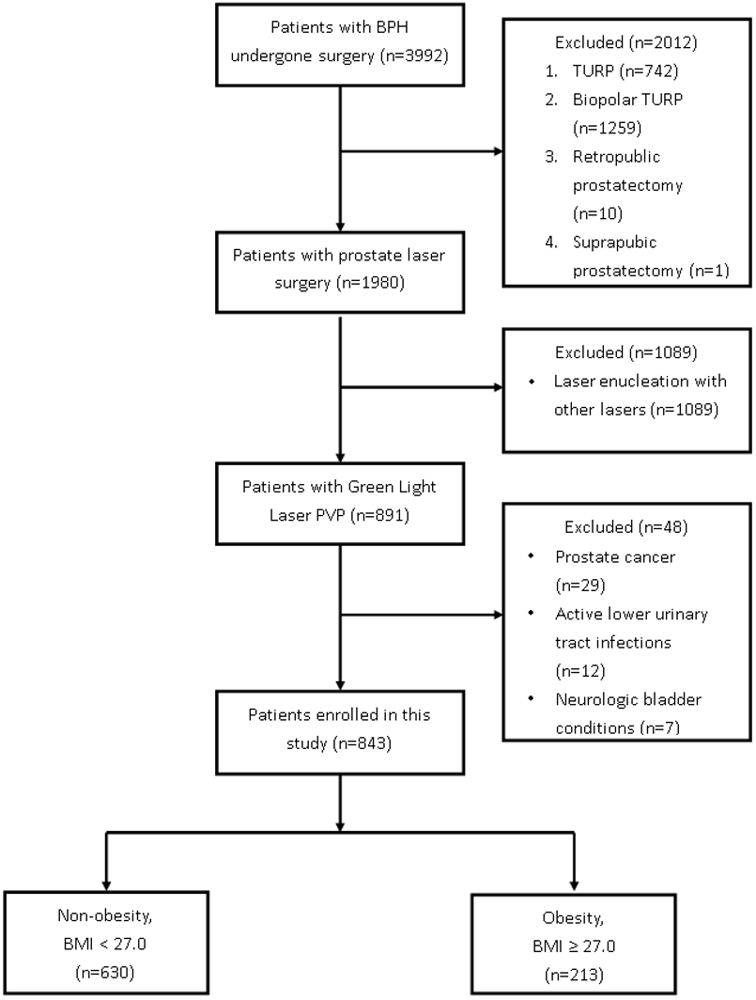 Patients with BPH
undergone surgery (n=3992)
Excluded (n=2012)
1. TURP (n=742)
2. Biopolar TURP
(n=1259)
3. Retropublic
prostatectomy
(n=10)
4. Suprapubic
prostatectomy (n=1)
Patients with prostate laser
surgery (n=1980)
Excluded (n=1089)
• Laser enucleation with
other lasers (n=1089)
Patients with Green Light
Laser PVP (n=891)
Excluded (n=48)
• Prostate cancer
(n=29)
• Active lower urinary
tract infections
(n=12)
• Neurologic bladder
conditions (n=7)
Patients enrolled in this
study (n=843)
Non-obesity,
BMI < 27.0
(n=630)
Obesity,
BMI ≥ 27.0
(n=213)